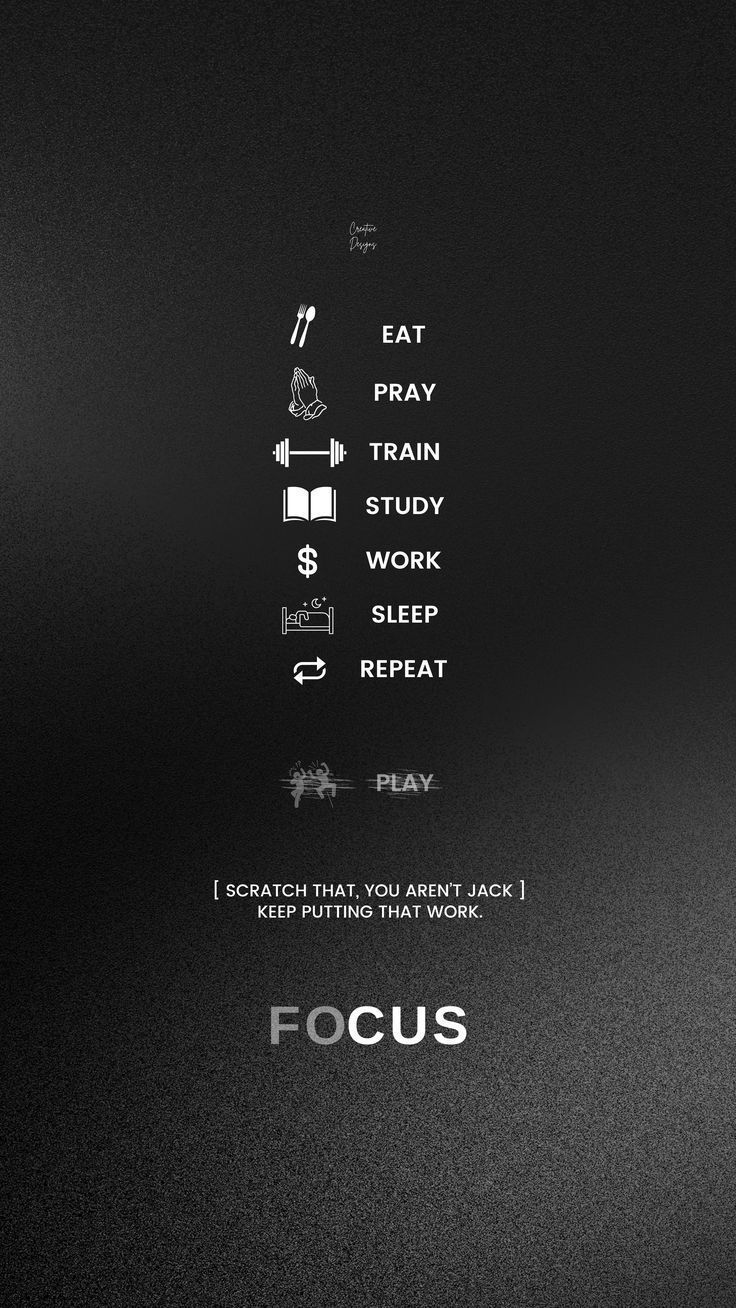 Creative
Designs
EAT
PRAY
TRAIN
STUDY
$ WORK
SLEEP
REPEAT
PLAY
[ SCRATCH THAT, YOU AREN'T JACK ]
KEEP PUTTING THAT WORK.
FOCUS